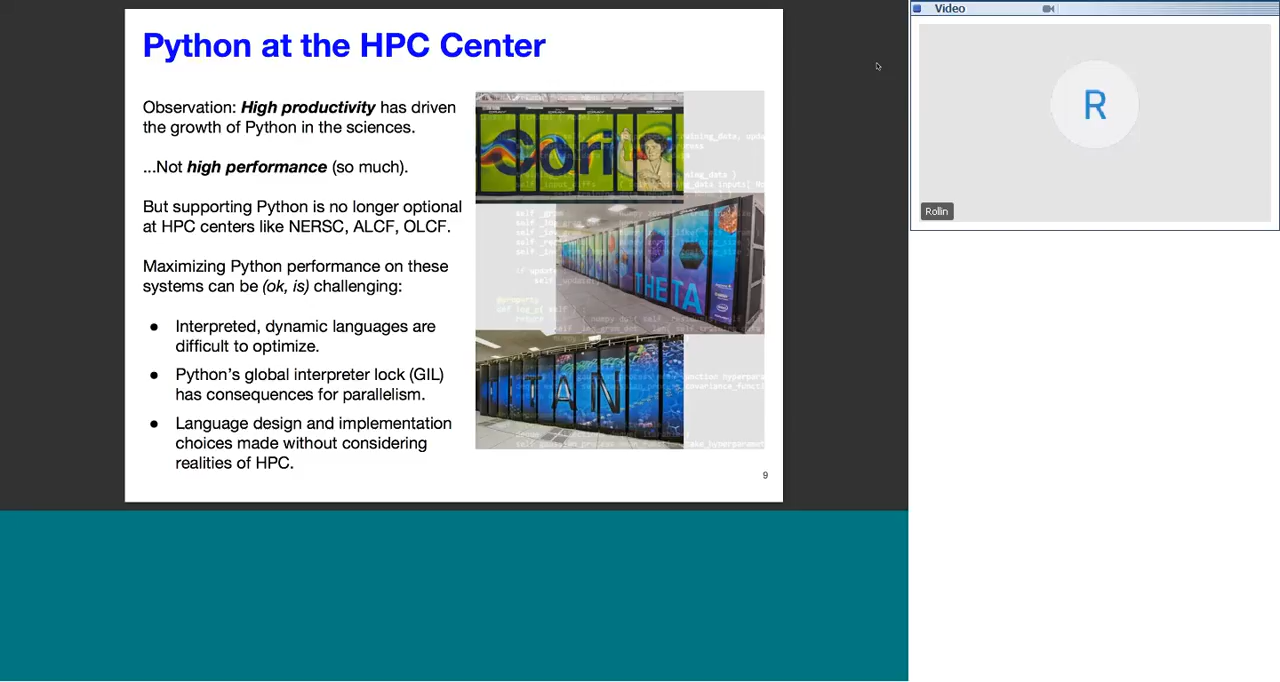 Python at the HPC Center
Observation: High productivity has driven
the growth of Python in the sciences.
...Not high performance (so much).
But supporting Python is no longer optional
at HPC centers like NERSC, ALCF, OLCF.
Maximizing Python performance on these
systems can be (ok, is) challenging:
● Interpreted, dynamic languages are
difficult to optimize.
● Python's global interpreter lock (GIL)
has consequences for parallelism.
● Language design and implementation
choices made without considering
realities of HPC.
Cori
THETA
TITAN
@property
9
Video
R
Rollin